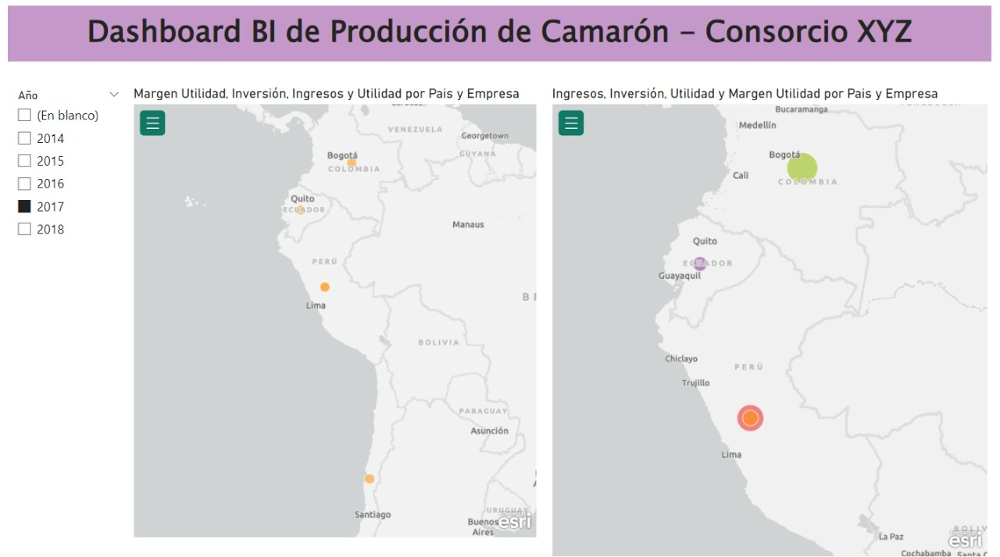 Dashboard BI de Producción de Camarón – Consorcio XYZ
Año
(En blanco)
2014
2015
2016
2017
2018
Margen Utilidad, Inversión, Ingresos y Utilidad por Pais y Empresa
VENEZUELA
Georgetown
GUYANA
Bogotá
COLOMBIA
Quito
ECUADOR
Manaus
PERÚ
Lima
BOLIVIA
PARAGUAY
Asunción
Santiago
URUGUAY
Buenos
Aires
esri
Ingresos, Inversión, Utilidad y Margen Utilidad por Pais y Empresa
Bucaramanga
Medellín
Bogotá
Cali
COLOMBIA
Quito
ECUADOR
Guayaquil
Chiclayo
PERÚ
Trujillo
Lima
La Paz
BOLIV
Cochabamba
esri